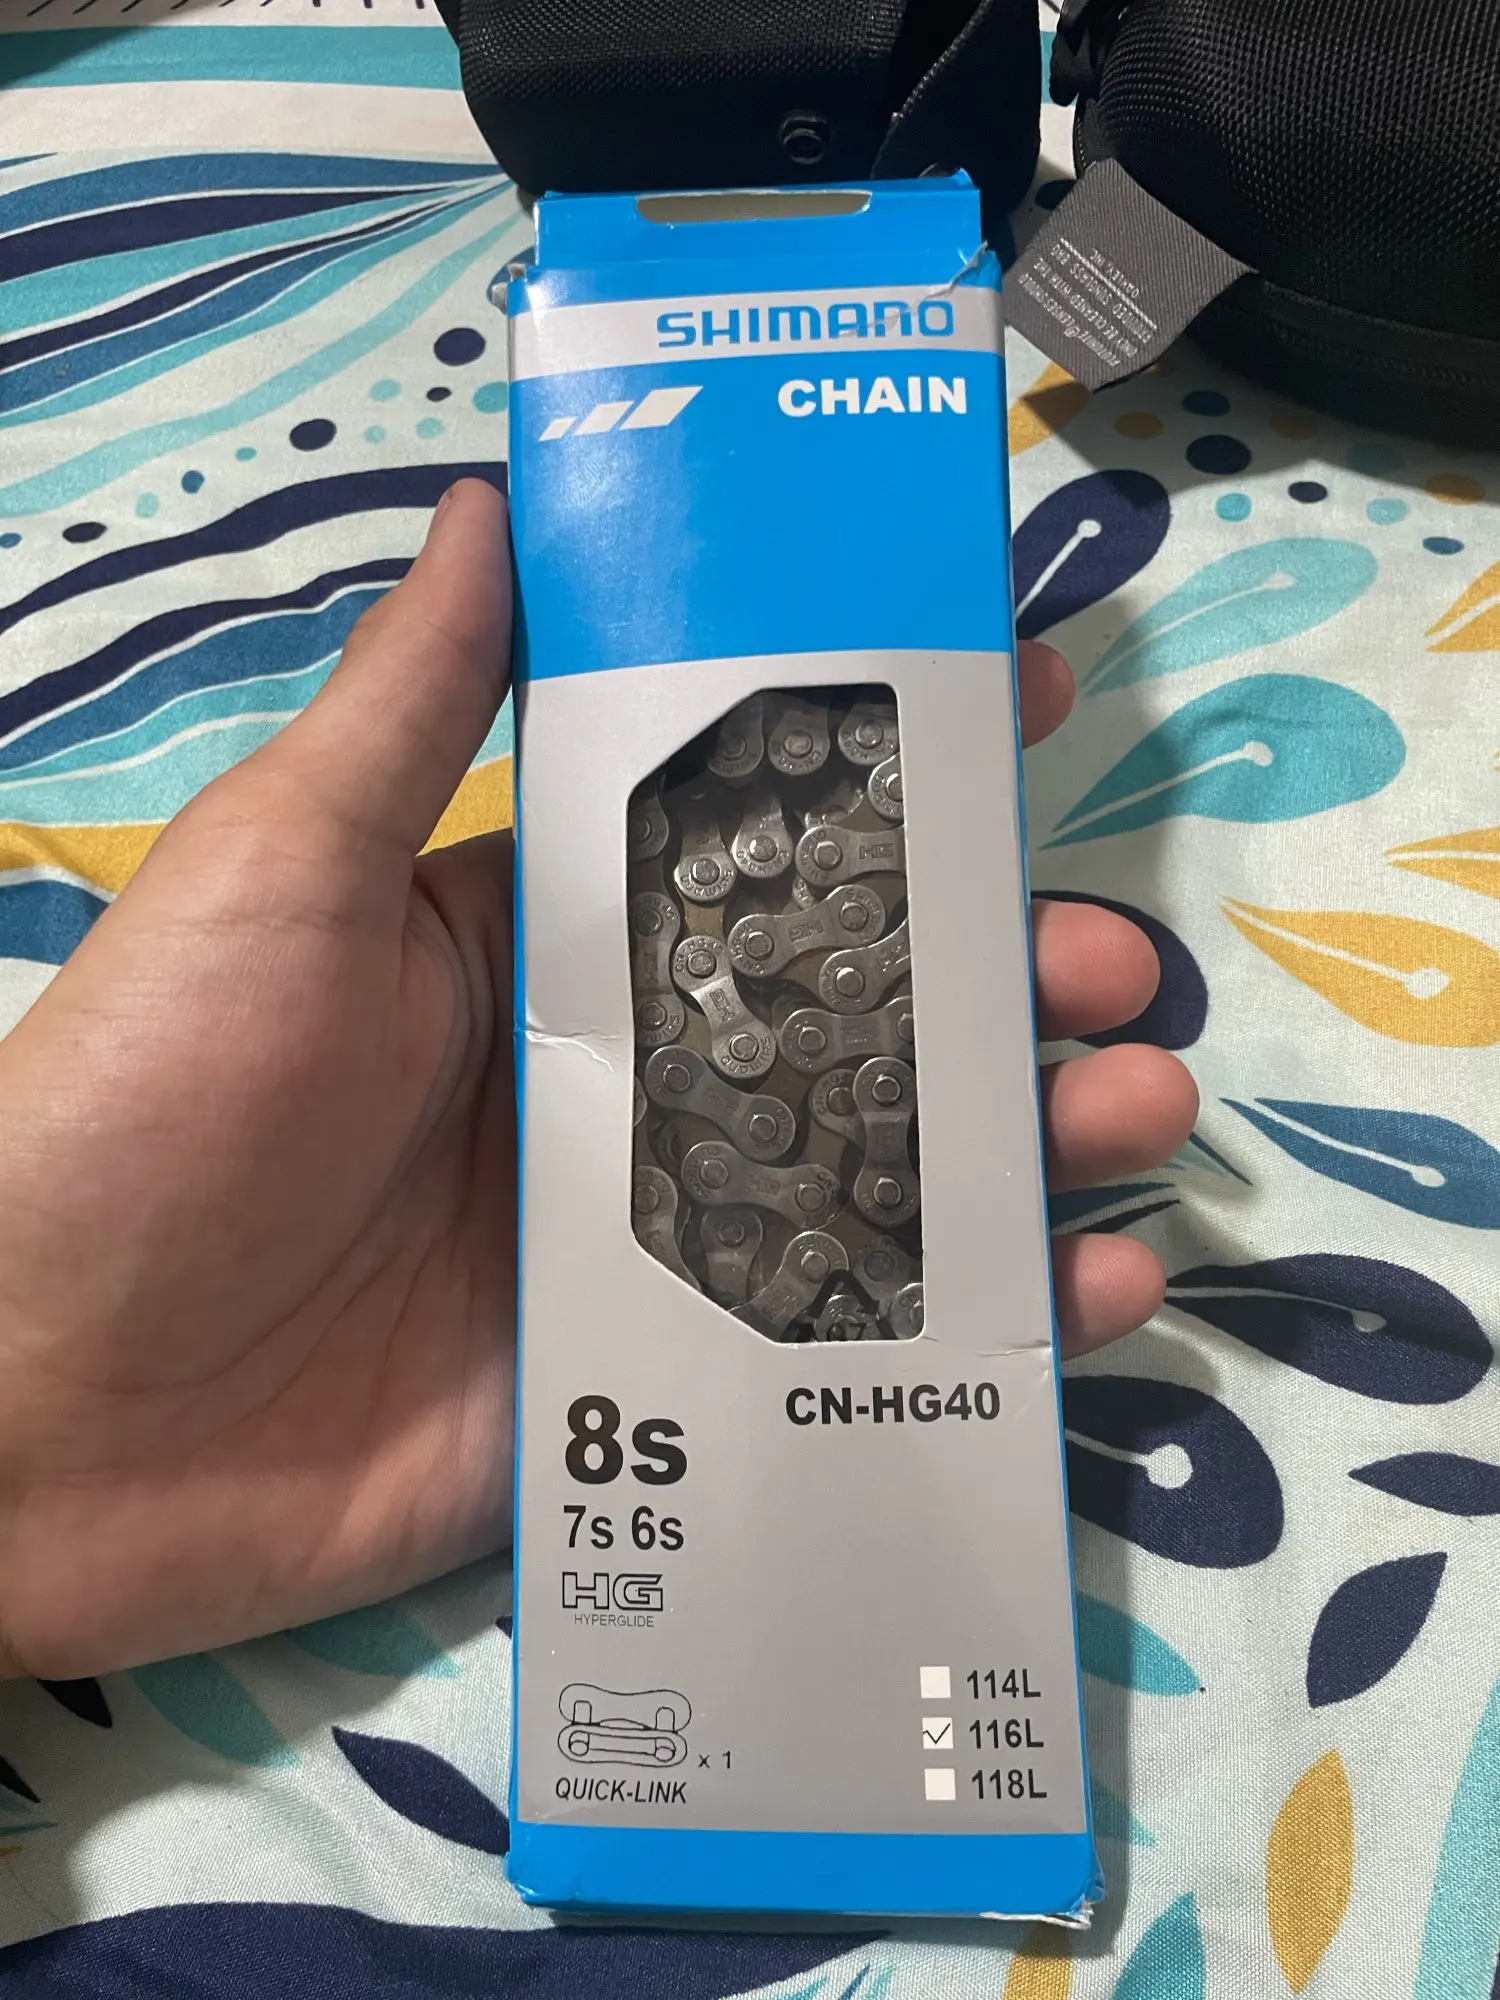 SHIMANO
CHAIN
CN-HG40
8s
7s 6s
HG
HYPERGLIDE
114L
116L
118L
x 1
QUICK-LINK